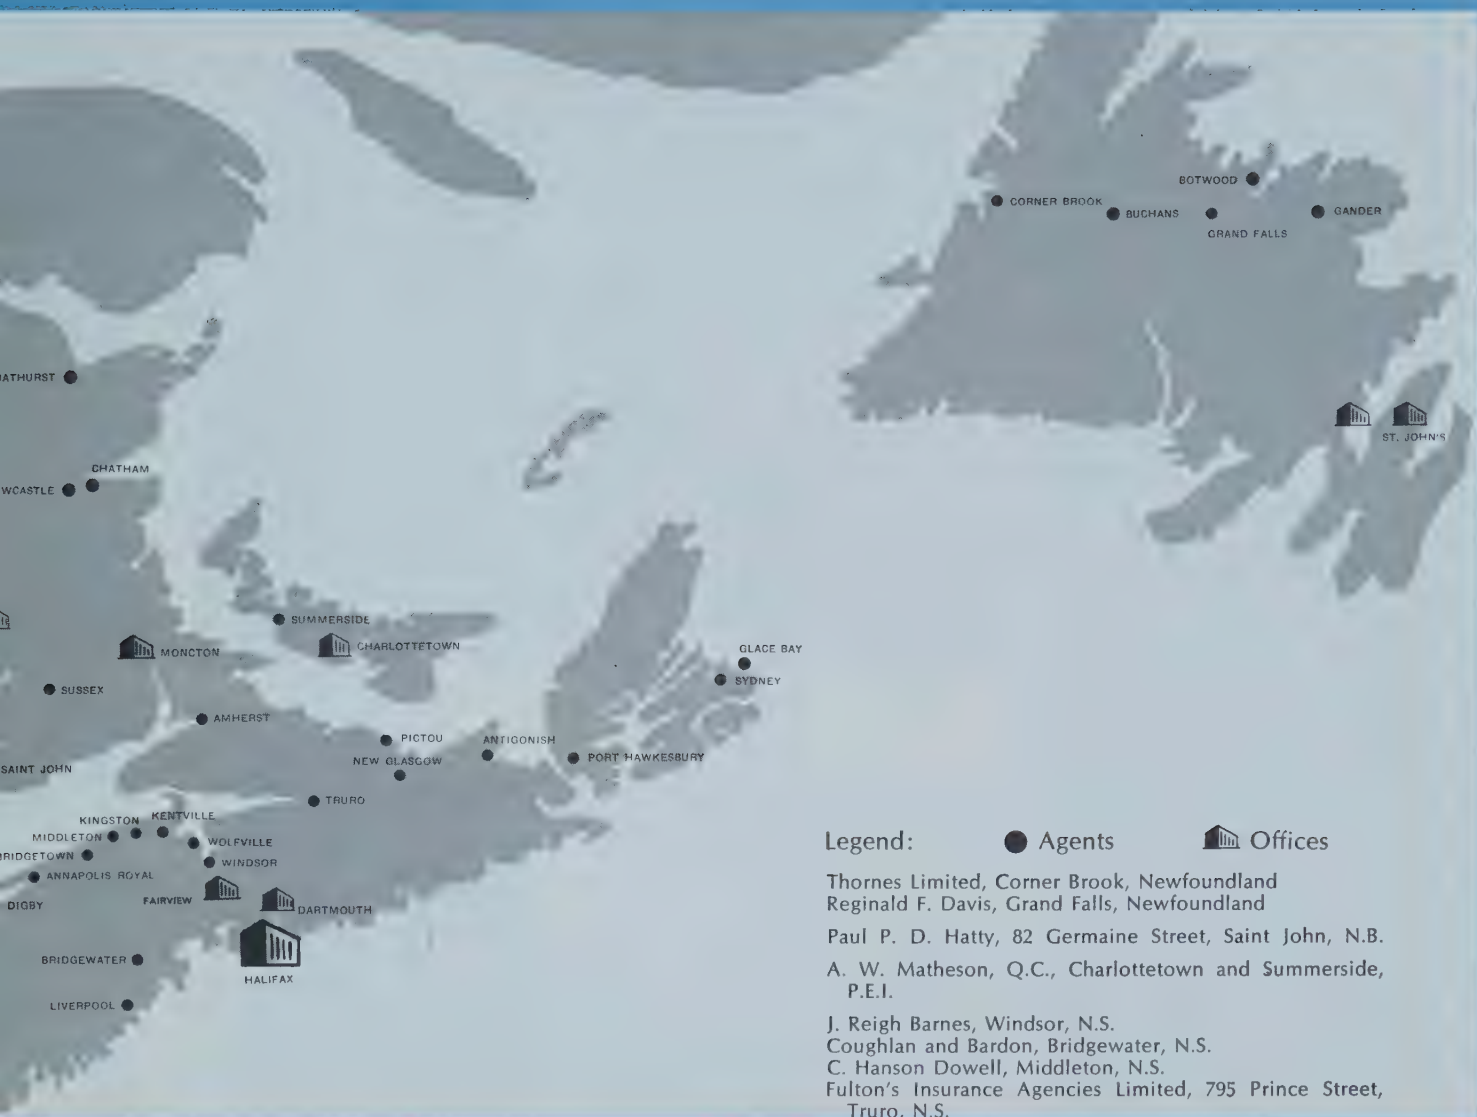 BOTWOOD
CORNER BROOK
BUCHANS
GANDER
GRAND FALLS
ATHURST
CHATHAM
WCASTLE
ST. JOHN'S
SUMMERSIDE
CHARLOTTETOWN
MONCTON
GLACE BAY
SYDNEY
SUSSEX
AMHERST
PICTOU
ANTIGONISH
NEW GLASGOW
PORT HAWKESBURY
SAINT JOHN
TRURO
KINGSTON
KENTVILLE
MIDDLETON
WOLFVILLE
RIDGETOWN
WINDSOR
ANNAPOLIS ROYAL
FAIRVIEW
DIGBY
DARTMOUTH
BRIDGEWATER
HALIFAX
LIVERPOOL
Legend: Agents Offices
Thornes Limited, Corner Brook, Newfoundland
Reginald F. Davis, Grand Falls, Newfoundland
Paul P. D. Hatty, 82 Germaine Street, Saint John, N.B.
A. W. Matheson, Q.C., Charlottetown and Summerside,
P.E.I.
J. Reigh Barnes, Windsor, N.S.
Coughlan and Bardon, Bridgewater, N.S.
C. Hanson Dowell, Middleton, N.S.
Fulton's Insurance Agencies Limited, 795 Prince Street,
Truro, N.S.